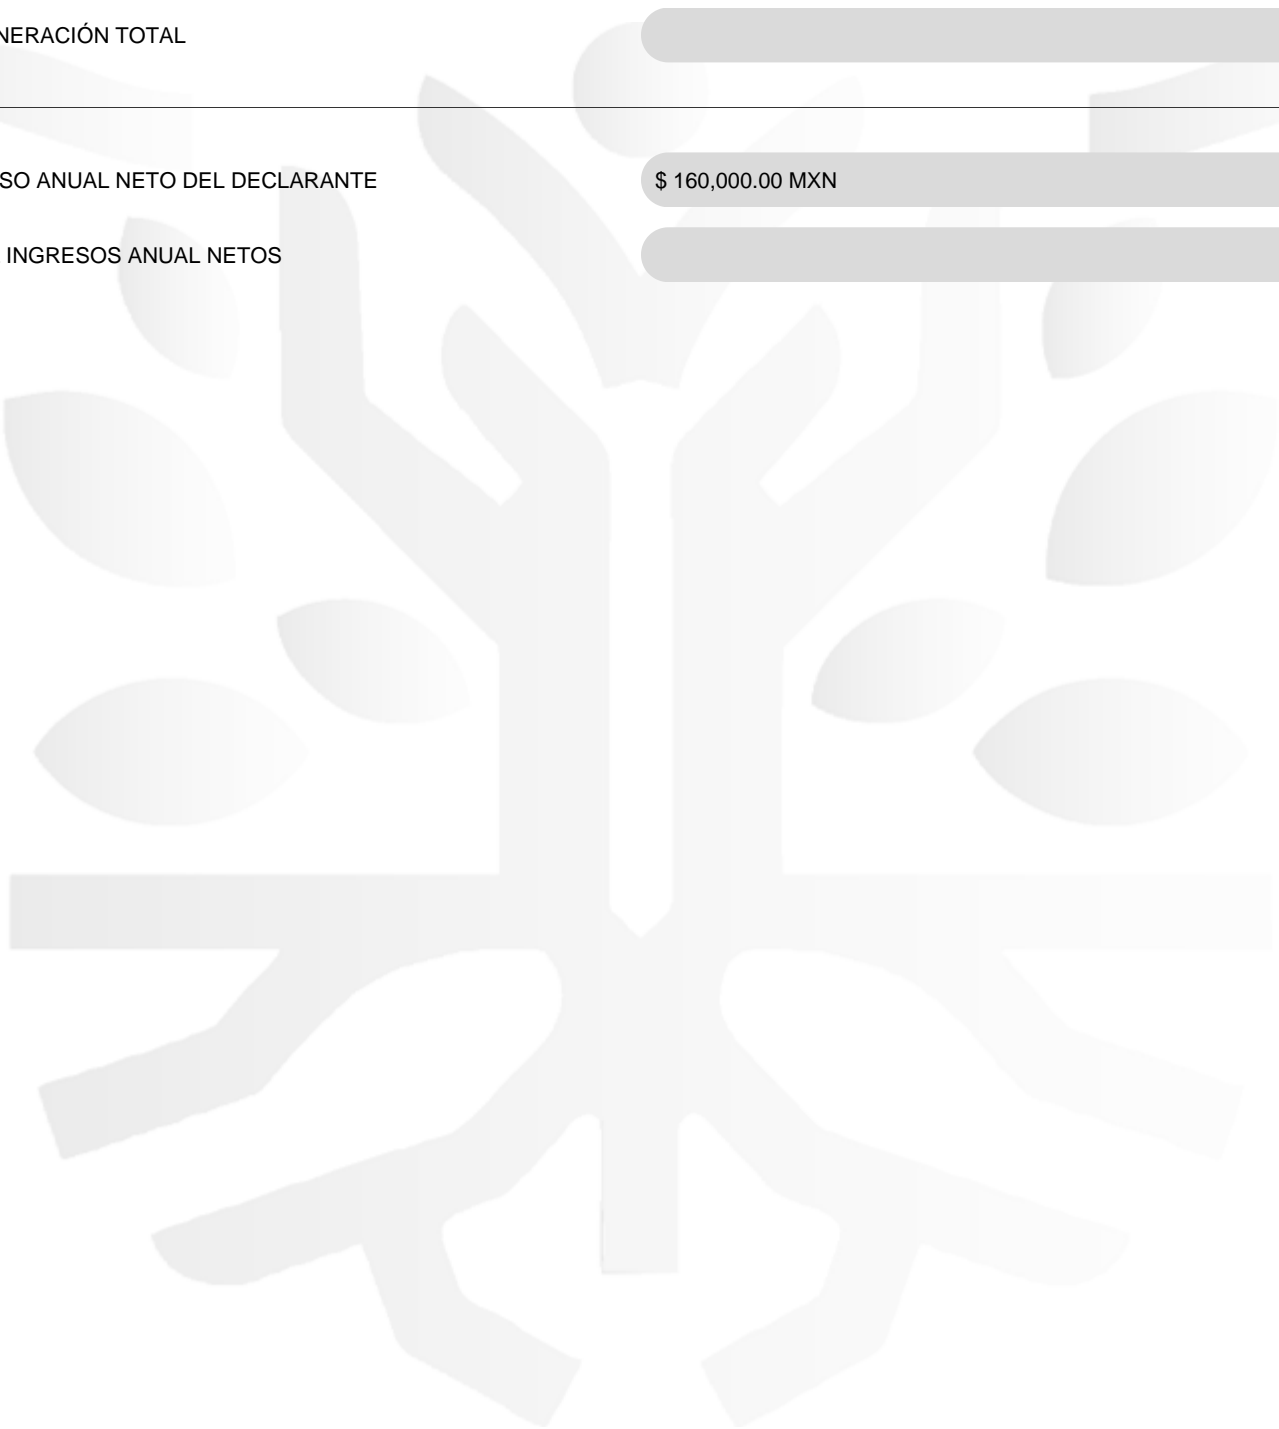 NERACIÓN TOTAL
SO ANUAL NETO DEL DECLARANTE $ 160,000.00 MXN
INGRESOS ANUAL NETOS